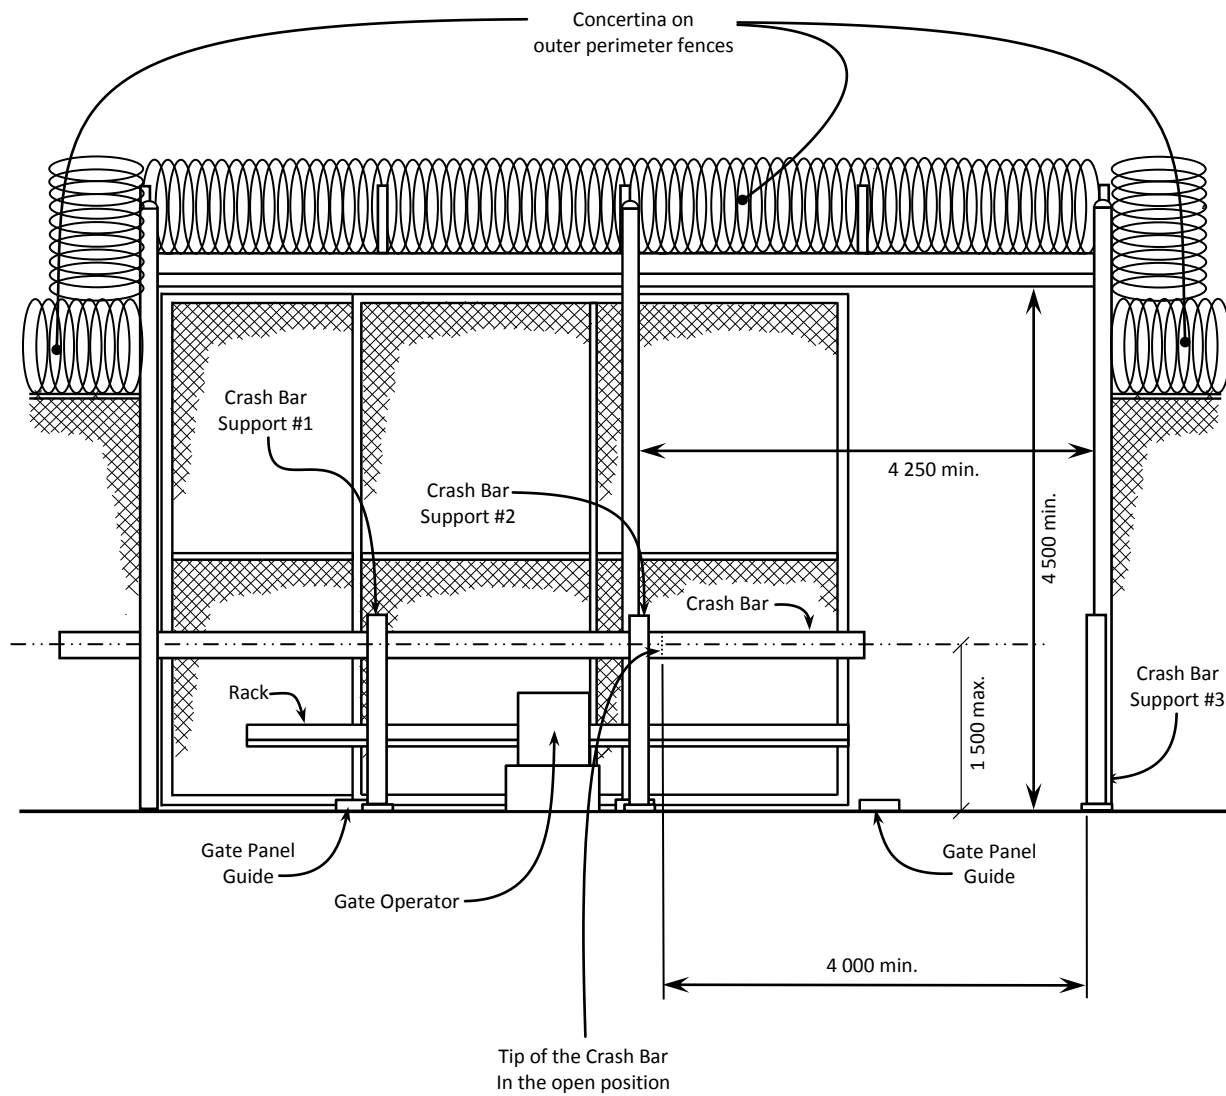 Concertina on
outer perimeter fences
Crash Bar
Support #1
4 250 min.
Crash Bar
Support #2
4 500 min.
Crash Bar
Rack
1 500 max.
Crash Bar
Support #3
Gate Panel
Guide
Gate Panel
Guide
Gate Operator
4 000 min.
Tip of the Crash Bar
In the open position